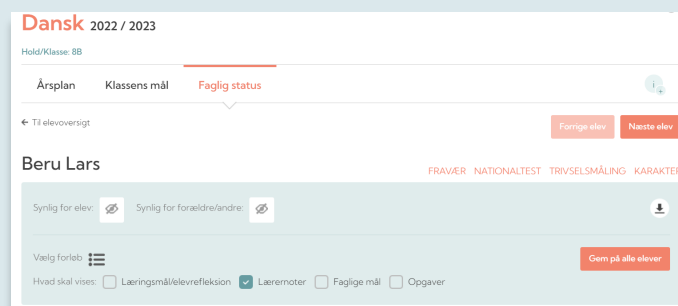 Dansk 2022 / 2023
Hold/Klasse: 8B
Årsplan Klassens mål Faglig status
← Til elevoversigt Forrige elev Næste elev
Beru Lars
FRAVÆR NATIONALTEST TRIVSELSMÅLING KARAKTER
Synlig for elev: Synlig for forældre/andre:
Vælg forløb Gem på alle elever
Hvad skal vises: Læringsmål/elevrefleksion Lærernoter Faglige mål Opgaver